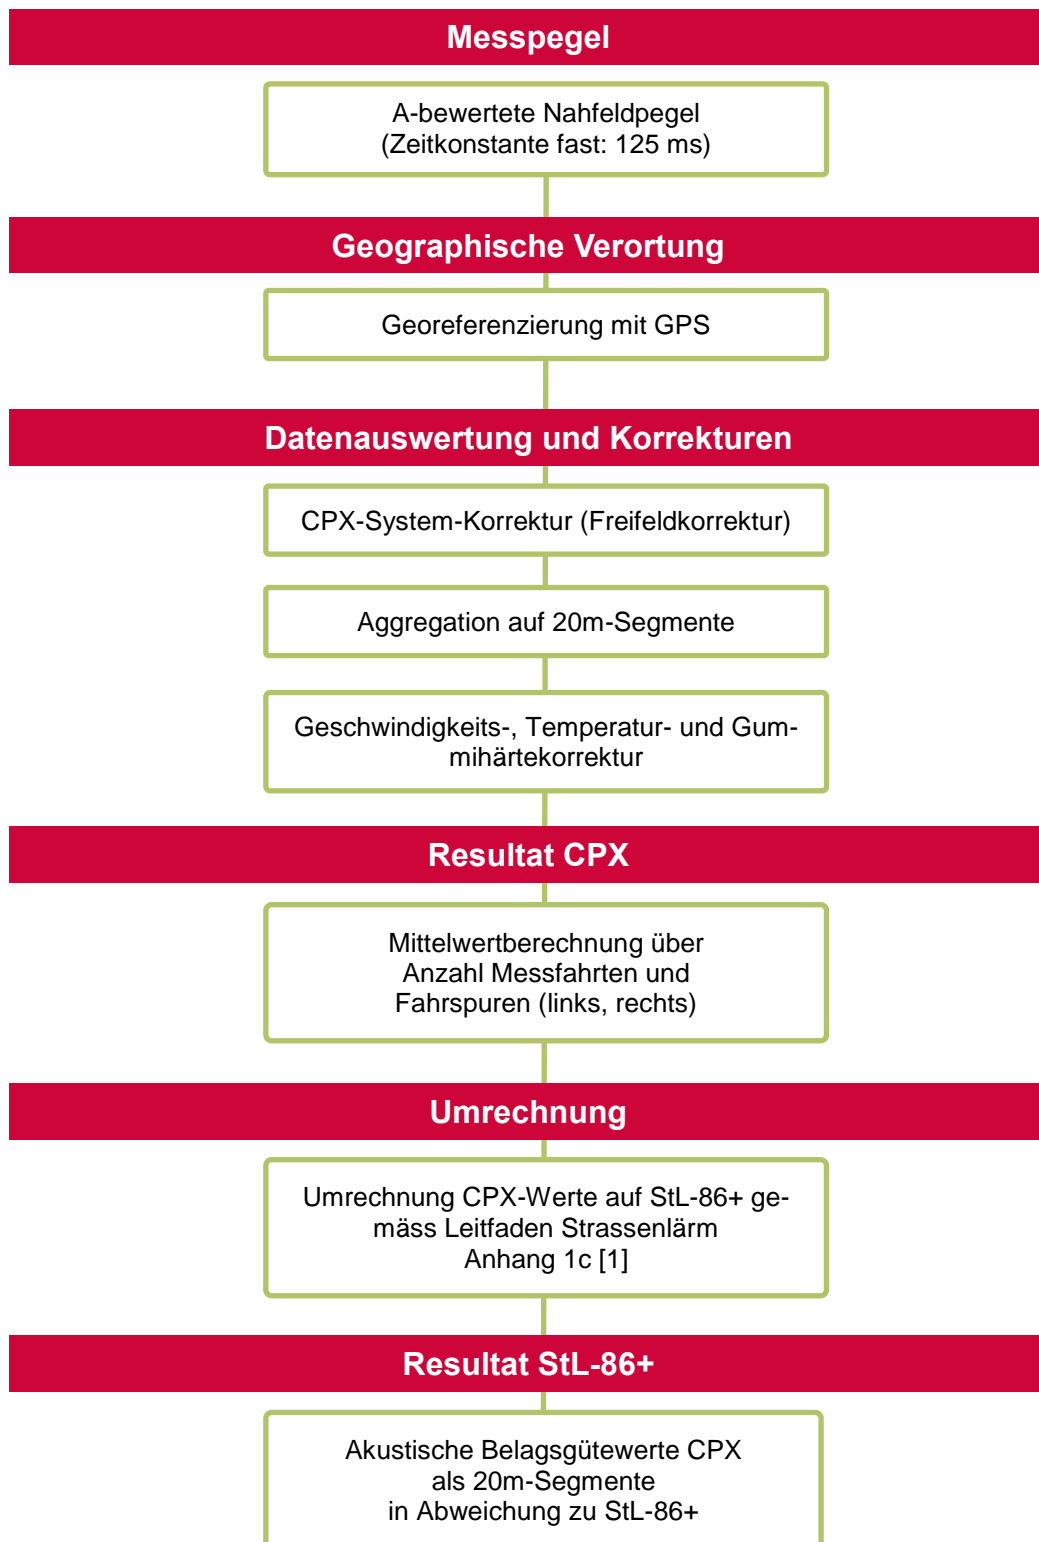 Messpegel
A-bewertete Nahfeldpegel
(Zeitkonstante fast: 125 ms)
Geographische Verortung
Georeferenzierung mit GPS
Datenauswertung und Korrekturen
CPX-System-Korrektur (Freifeldkorrektur)
Aggregation auf 20m-Segmente
Geschwindigkeits-, Temperatur- und Gum-
mihärtekorrektur
Resultat CPX
Mittelwertberechnung über
Anzahl Messfahrten und
Fahrspuren (links, rechts)
Umrechnung
Umrechnung CPX-Werte auf StL-86+ ge-
mäss Leitfaden Strassenlärm
Anhang 1c [1]
Resultat StL-86+
Akustische Belagsgütewerte CPX
als 20m-Segmente
in Abweichung zu StL-86+